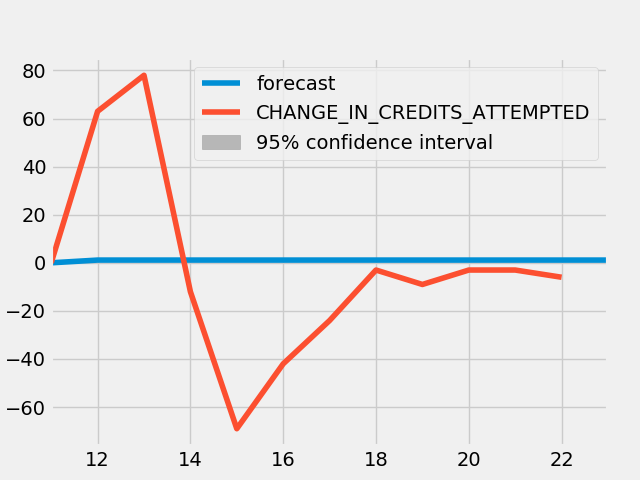 80
60
40
20
0
−20
−40
−60
forecast
CHANGE_IN_CREDITS_ATTEMPTED
95% confidence interval
12 14 16 18 20 22